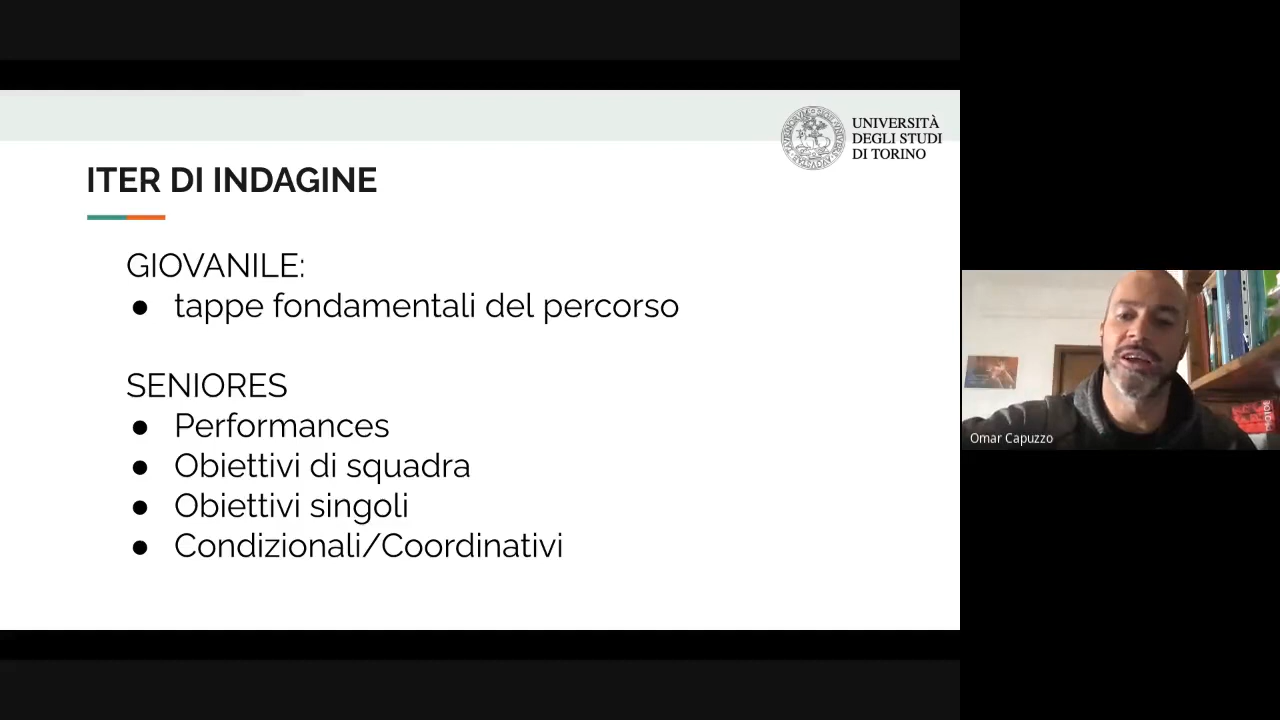 UNIVERSITÀ
DEGLI STUDI
DI TORINO
ITER DI INDAGINE
GIOVANILE:
● tappe fondamentali del percorso
SENIORES
● Performances
● Obiettivi di squadra
● Obiettivi singoli
● Condizionali/Coordinativi
Omar Capuzzo